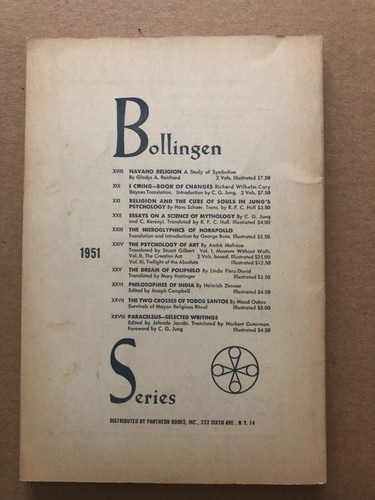 Bollingen
XVIII NAVAHO RELIGION A Study of Symbolism
By Gladys A. Reichard 2 Vols, Illustrated $7.50
XIX I CHING—BOOK OF CHANGES Richard Wilhelm-Cary
Baynes Translation. Introduction by C. G. Jung. 2 Vols, $7.50
XXI RELIGION AND THE CURE OF SOULS IN JUNG'S
PSYCHOLOGY By Hans Schaer. Trans. by R. F. C. Hull $3.50
XXII ESSAYS ON A SCIENCE OF MYTHOLOGY By C. G. Jung
and C. Kerenyi. Translated by R. F. C. Hull. Illustrated $4.00
XXIII THE HIEROGLYPHICS OF HORAPOLLO
Translation and Introduction by George Boas. Illustrated $3.50
1951
XXIV THE PSYCHOLOGY OF ART By André Malraux
Translated by Stuart Gilbert Vol. I, Museum Without Walls
Vol. II, The Creative Act 2 Vols. boxed. Illustrated $25.00
Vol. III, Twilight of the Absolute Illustrated $12.50
XXV THE DREAM OF POLIPHILO By Linda Fierz-David
Translated by Mary Hottinger Illustrated $3.50
XXVI PHILOSOPHIES OF INDIA By Heinrich Zimmer
Edited by Joseph Campbell Illustrated $4.50
XXVII THE TWO CROSSES OF TODOS SANTOS By Maud Oakes
Survivals of Mayan Religious Ritual Illustrated $5.00
XXVIII PARACELSUS—SELECTED WRITINGS
Edited by Jolande Jacobi. Translated by Norbert Guterman.
Foreword by C. G. Jung Illustrated $4.50
Series
DISTRIBUTED BY PANTHEON BOOKS, INC., 333 SIXTH AVE., N. Y. 14